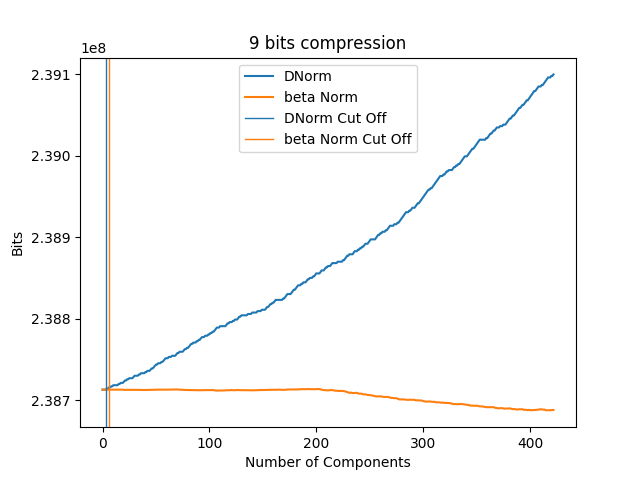 9 bits compression
1e8
2.391
2.390
2.389
2.388
2.387
Bits
DNorm
beta Norm
DNorm Cut Off
beta Norm Cut Off
0 100 200 300 400
Number of Components